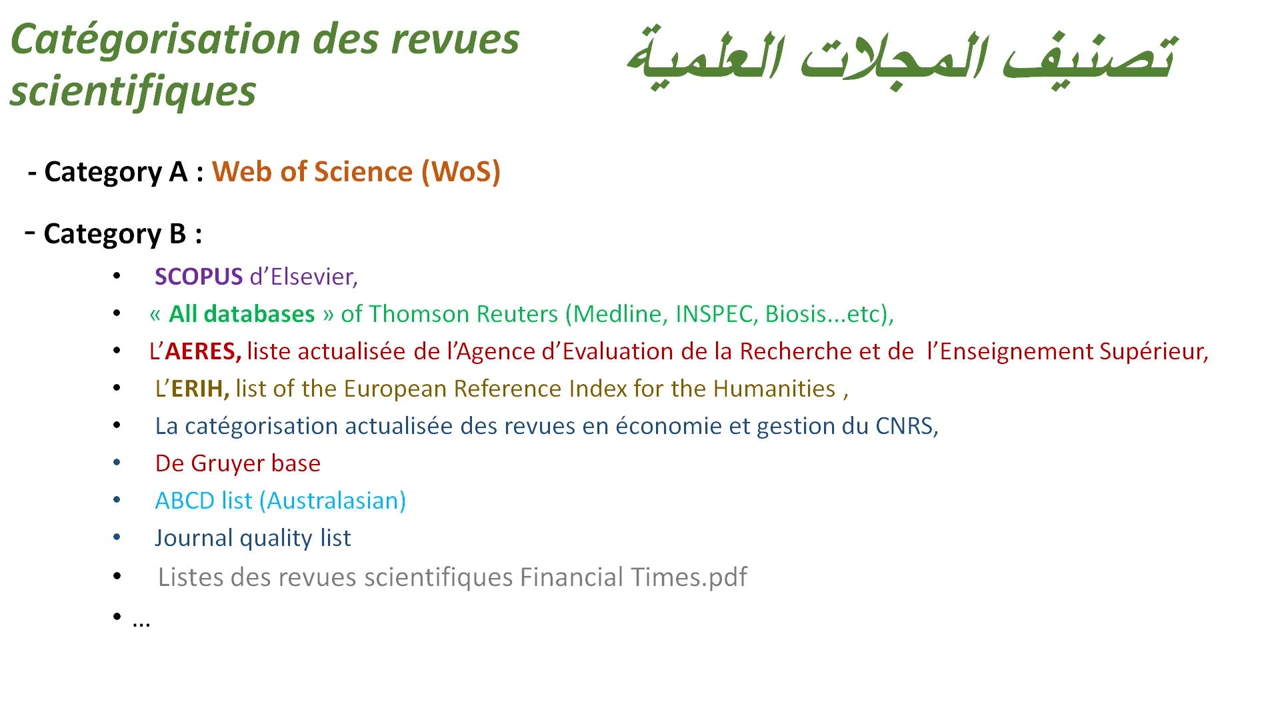 Catégorisation des revues
scientifiques
تصنيف المجلات العلمية
- Category A : Web of Science (WoS)
- Category B :
• SCOPUS d’Elsevier,
• « All databases » of Thomson Reuters (Medline, INSPEC, Biosis...etc),
• L’AERES, liste actualisée de l’Agence d’Evaluation de la Recherche et de l’Enseignement Supérieur,
• L’ERIH, list of the European Reference Index for the Humanities ,
• La catégorisation actualisée des revues en économie et gestion du CNRS,
• De Gruyer base
• ABCD list (Australasian)
• Journal quality list
• Listes des revues scientifiques Financial Times.pdf
• ...